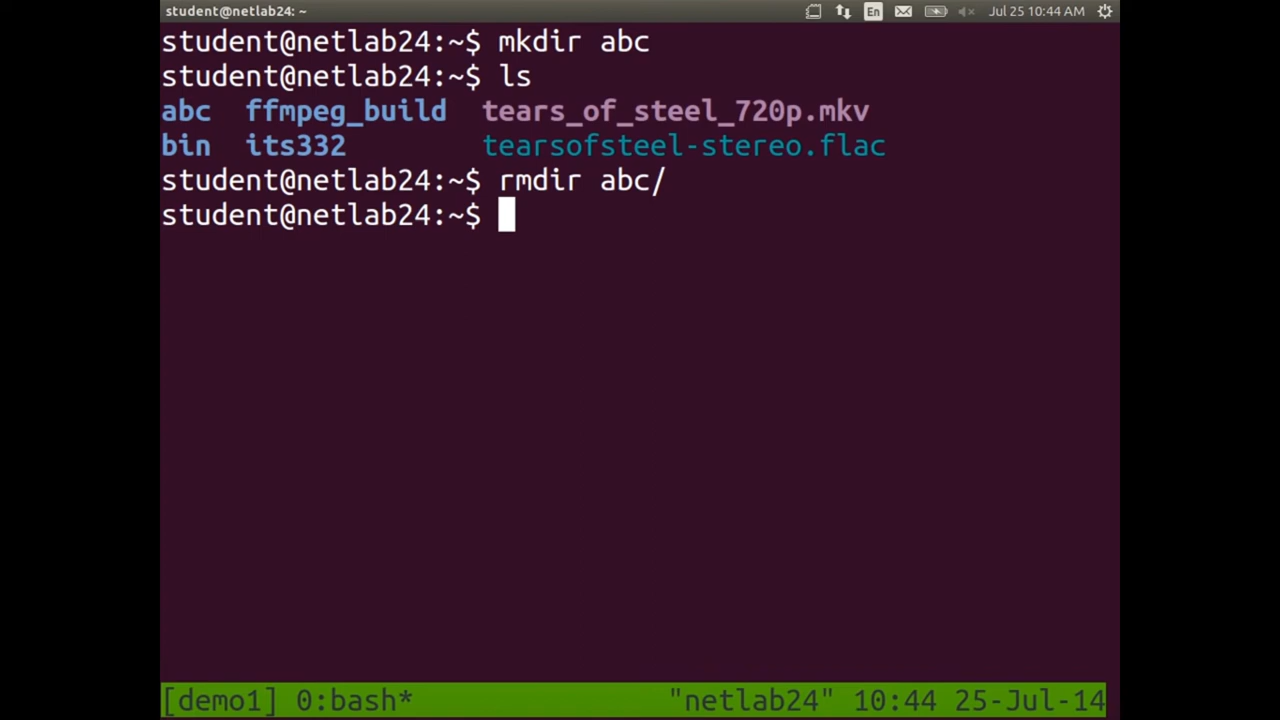 student@netlab24: ~ En Jul 25 10:44 AM
student@netlab24:~$ mkdir abc
student@netlab24:~$ ls
abc ffmpeg_build tears_of_steel_720p.mkv
bin its332 tearsofsteel-stereo.flac
student@netlab24:~$ rmdir abc/
student@netlab24:~$
[demo1] 0:bash* "netlab24" 10:44 25-Jul-14